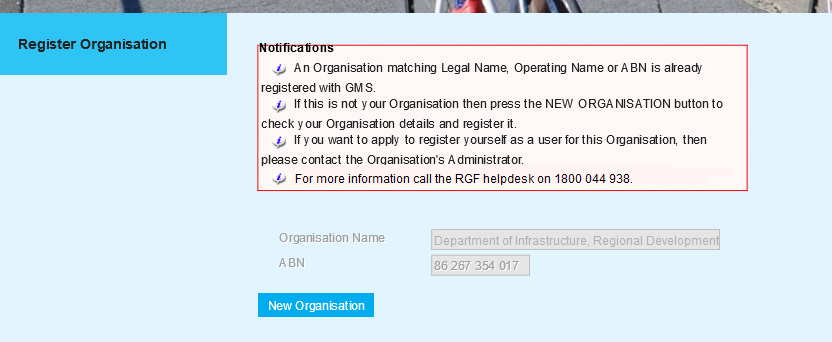 Register Organisation
Notifications
An Organisation matching Legal Name, Operating Name or ABN is already
registered with GMS.
If this is not your Organisation then press the NEW ORGANISATION button to
check your Organisation details and register it.
If you want to apply to register yourself as a user for this Organisation, then
please contact the Organisation's Administrator.
For more information call the RGF helpdesk on 1800 044 938.
Organisation Name
Department of Infrastructure, Regional Development
ABN
86 267 354 017
New Organisation